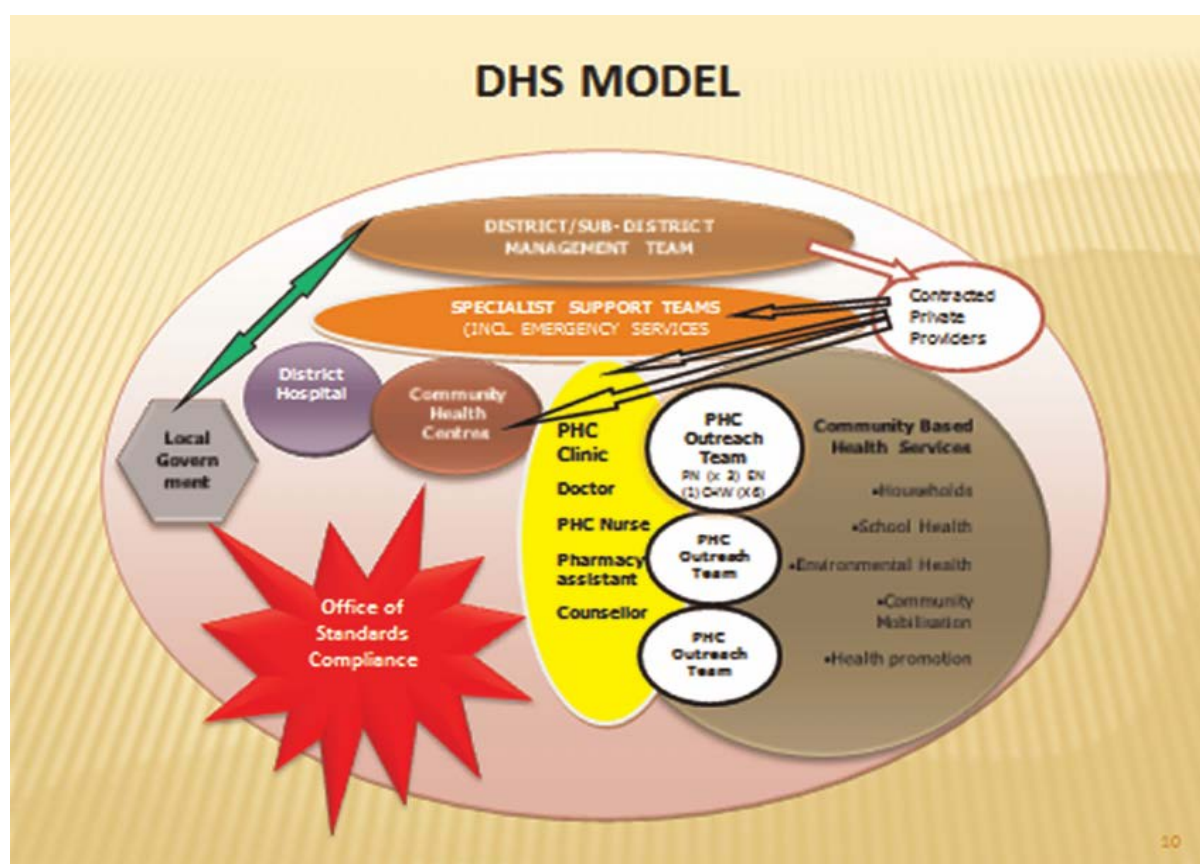 DHS MODEL
DISTRICT/SUB-DISTRICT
MANAGEMENT TEAM
SPECIALIST SUPPORT TEAMS
(INCL. EMERGENCY SERVICES
Contracted
Private
Providers
District
Hospital
Community
Health
Centres
Local
Govern
ment
PHC
Clinic
Doctor
PHC Nurse
Pharmacy
assistant
Counsellor
PHC
Outreach
Team
PHC
Outreach
Team
PHC
Outreach
Team
Community Based
Health Services
•Households
•School Health
•Environmental Health
•Community
Mobilisation
•Health promotion
Office of
Standards
Compliance
10